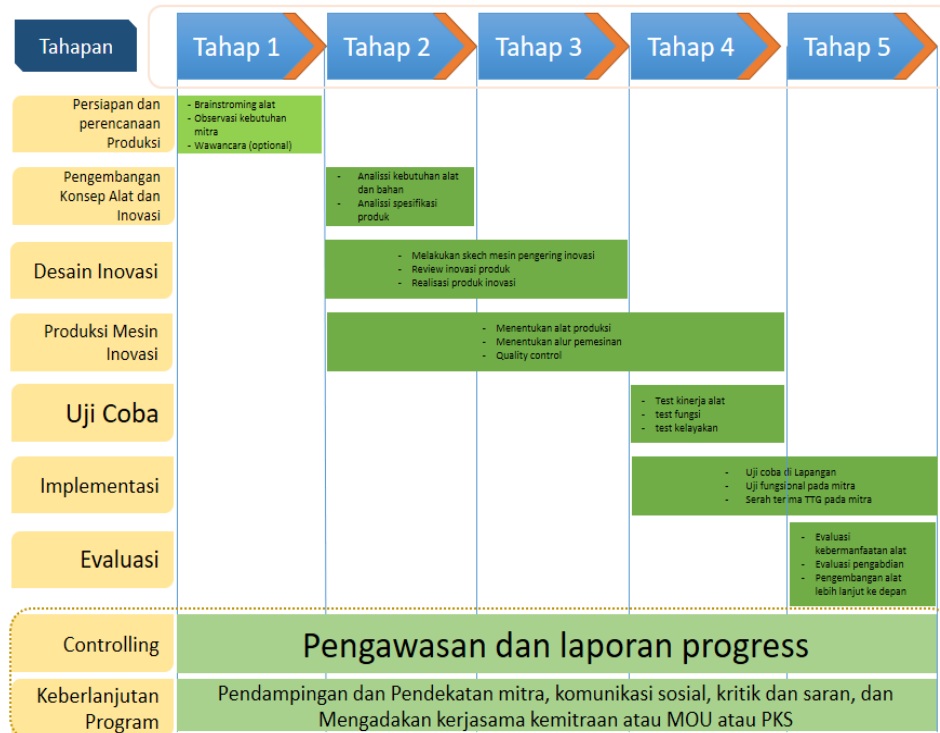 Tahapan
Tahap 1
Tahap 2
Tahap 3
Tahap 4
Tahap 5
Persiapan dan
perencanaan
Produksi
- Brainstroming alat
- Observasi kebutuhan
mitra
- Wawancara (optional)
Pengembangan
Konsep Alat dan
Inovasi
- Analissi kebutuhan alat
dan bahan
- Analissi spesifikasi
produk
Desain Inovasi
- Melakukan skech mesin pengering inovasi
- Review inovasi produk
- Realisasi produk inovasi
Produksi Mesin
Inovasi
- Menentukan alat produksi
- Menentukan alur pemesinan
- Quality control
Uji Coba
- Test kinerja alat
- test fungsi
- test kelayakan
Implementasi
- Uji coba di Lapangan
- Uji fungsional pada mitra
- Serah terima TTG pada mitra
Evaluasi
- Evaluasi
kebermanfaatan alat
- Evaluasi pengabdian
- Pengembangan alat
lebih lanjut ke depan
Controlling
Pengawasan dan laporan progress
Keberlanjutan
Program
Pendampingan dan Pendekatan mitra, komunikasi sosial, kritik dan saran, dan
Mengadakan kerjasama kemitraan atau MOU atau PKS